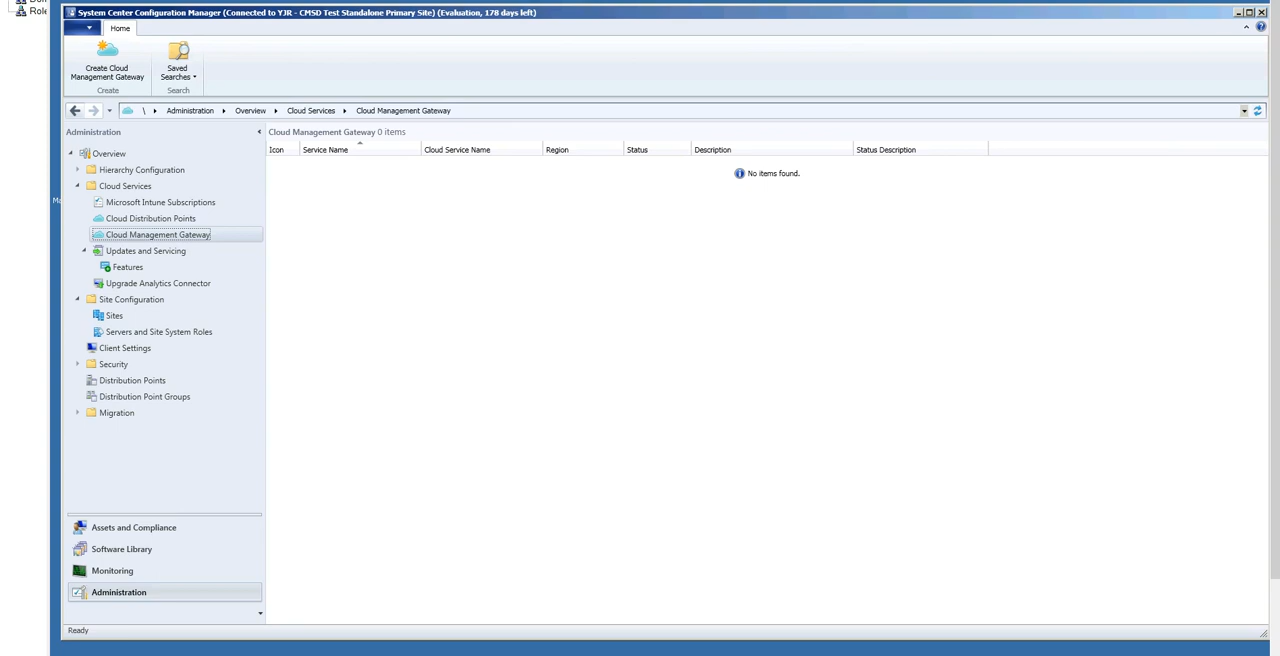 Role
System Center Configuration Manager (Connected to YJR - CMSD Test Standalone Primary Site) (Evaluation, 178 days left)
Home
Create Cloud
Management Gateway
Saved
Searches
Create
Search
\ Administration Overview Cloud Services Cloud Management Gateway
Administration
Cloud Management Gateway 0 items
Icon Service Name Cloud Service Name Region Status Description Status Description
No items found.
Overview
Hierarchy Configuration
Cloud Services
Microsoft Intune Subscriptions
Cloud Distribution Points
Cloud Management Gateway
Updates and Servicing
Features
Upgrade Analytics Connector
Site Configuration
Sites
Servers and Site System Roles
Client Settings
Security
Distribution Points
Distribution Point Groups
Migration
Assets and Compliance
Software Library
Monitoring
Administration
Ready